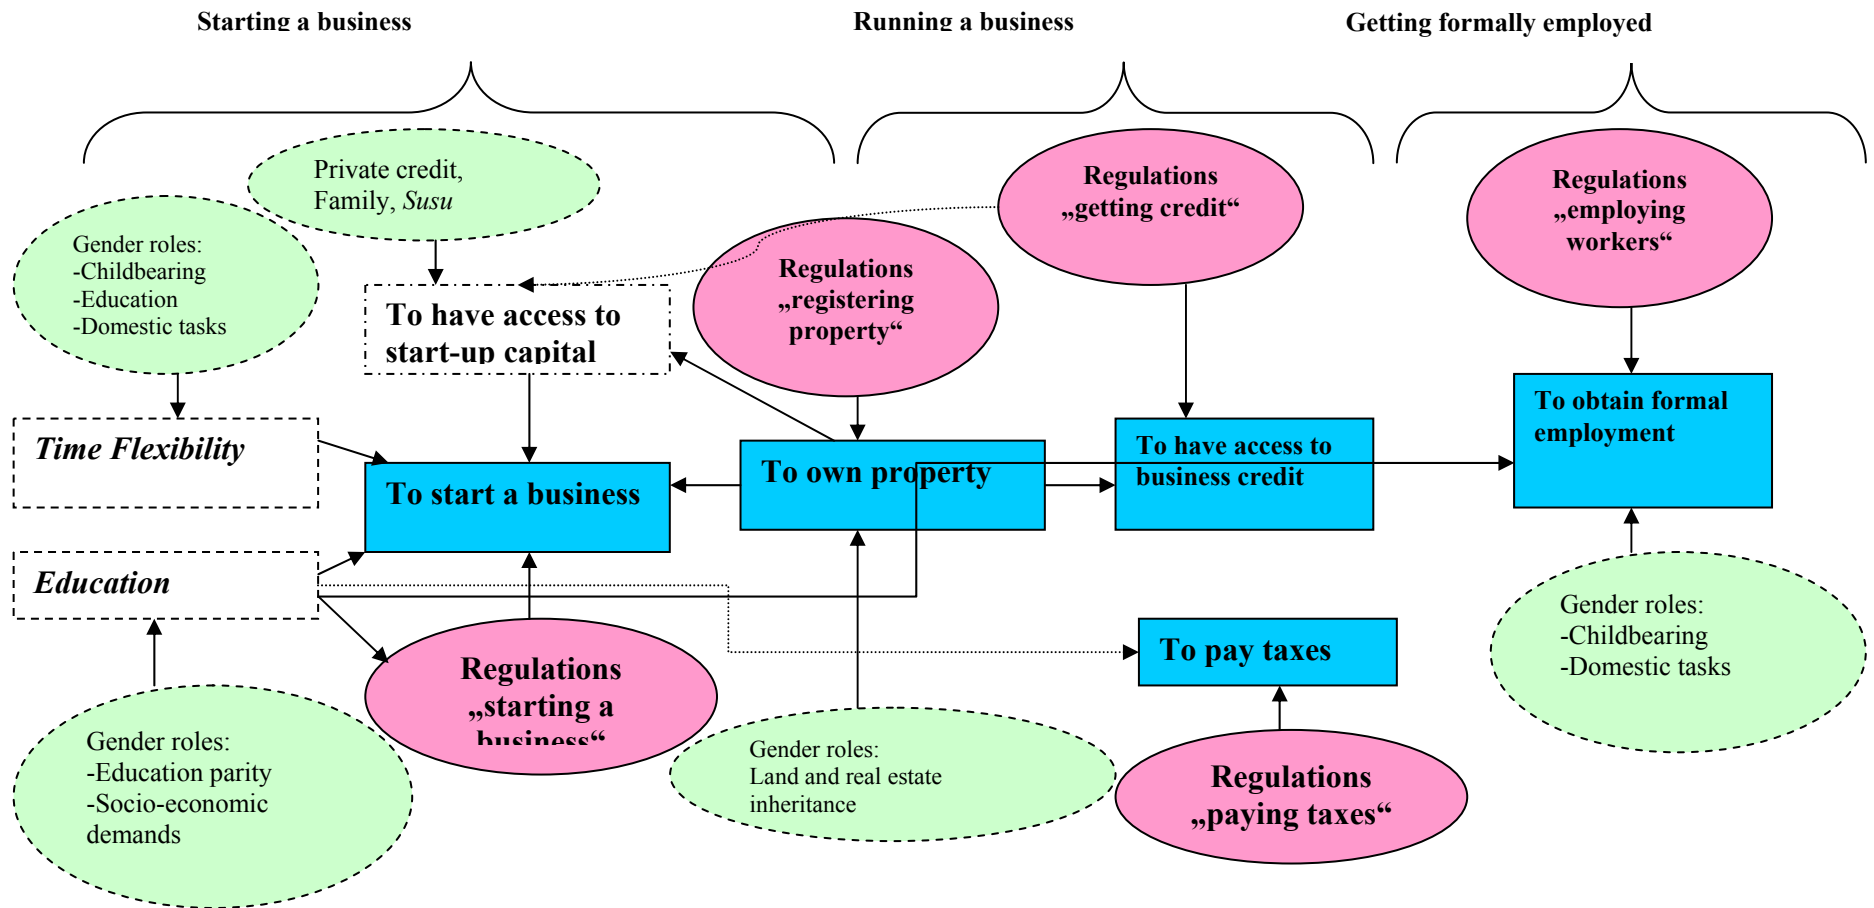 Starting a business
Running a business
Getting formally employed
Private credit,
Family, Susu
Regulations
„getting credit“
Regulations
„employing
workers“
Gender roles:
-Childbearing
-Education
-Domestic tasks
Regulations
„registering
property“
To have access to
start-up capital
To obtain formal
employment
Time Flexibility
To have access to
business credit
To own property
To start a business
Education
Gender roles:
-Childbearing
-Domestic tasks
To pay taxes
Regulations
„starting a
business“
Gender roles:
-Education parity
-Socio-economic
demands
Gender roles:
Land and real estate
inheritance
Regulations
„paying taxes“